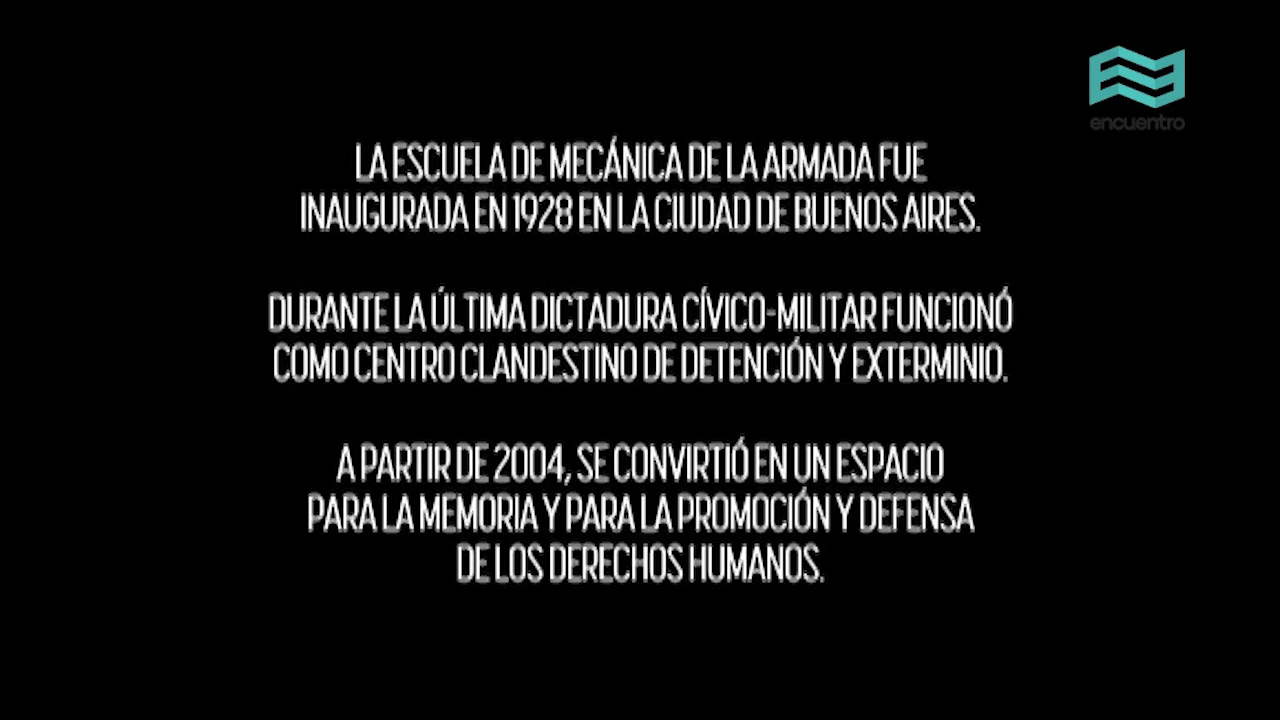 encuentro
LA ESCUELA DE MECÁNICA DE LA ARMADA FUE
INAUGURADA EN 1928 EN LA CIUDAD DE BUENOS AIRES.
DURANTE LA ÚLTIMA DICTADURA CÍVICO-MILITAR FUNCIONÓ
COMO CENTRO CLANDESTINO DE DETENCIÓN Y EXTERMINIO.
A PARTIR DE 2004, SE CONVIRTIÓ EN UN ESPACIO
PARA LA MEMORIA Y PARA LA PROMOCIÓN Y DEFENSA
DE LOS DERECHOS HUMANOS.